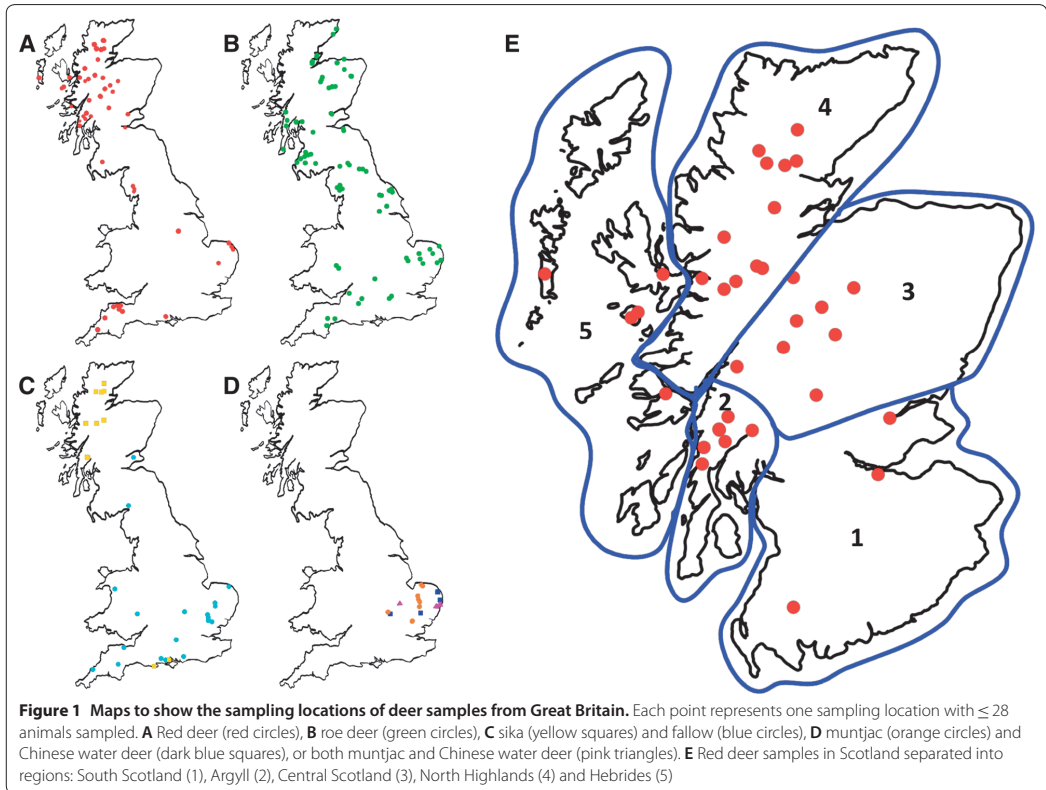 A
B
E
4
3
5
2
1
C
D
Figure 1 Maps to show the sampling locations of deer samples from Great Britain. Each point represents one sampling location with ≤ 28
animals sampled. A Red deer (red circles), B roe deer (green circles), C sika (yellow squares) and fallow (blue circles), D muntjac (orange circles) and
Chinese water deer (dark blue squares), or both muntjac and Chinese water deer (pink triangles). E Red deer samples in Scotland separated into
regions: South Scotland (1), Argyll (2), Central Scotland (3), North Highlands (4) and Hebrides (5)